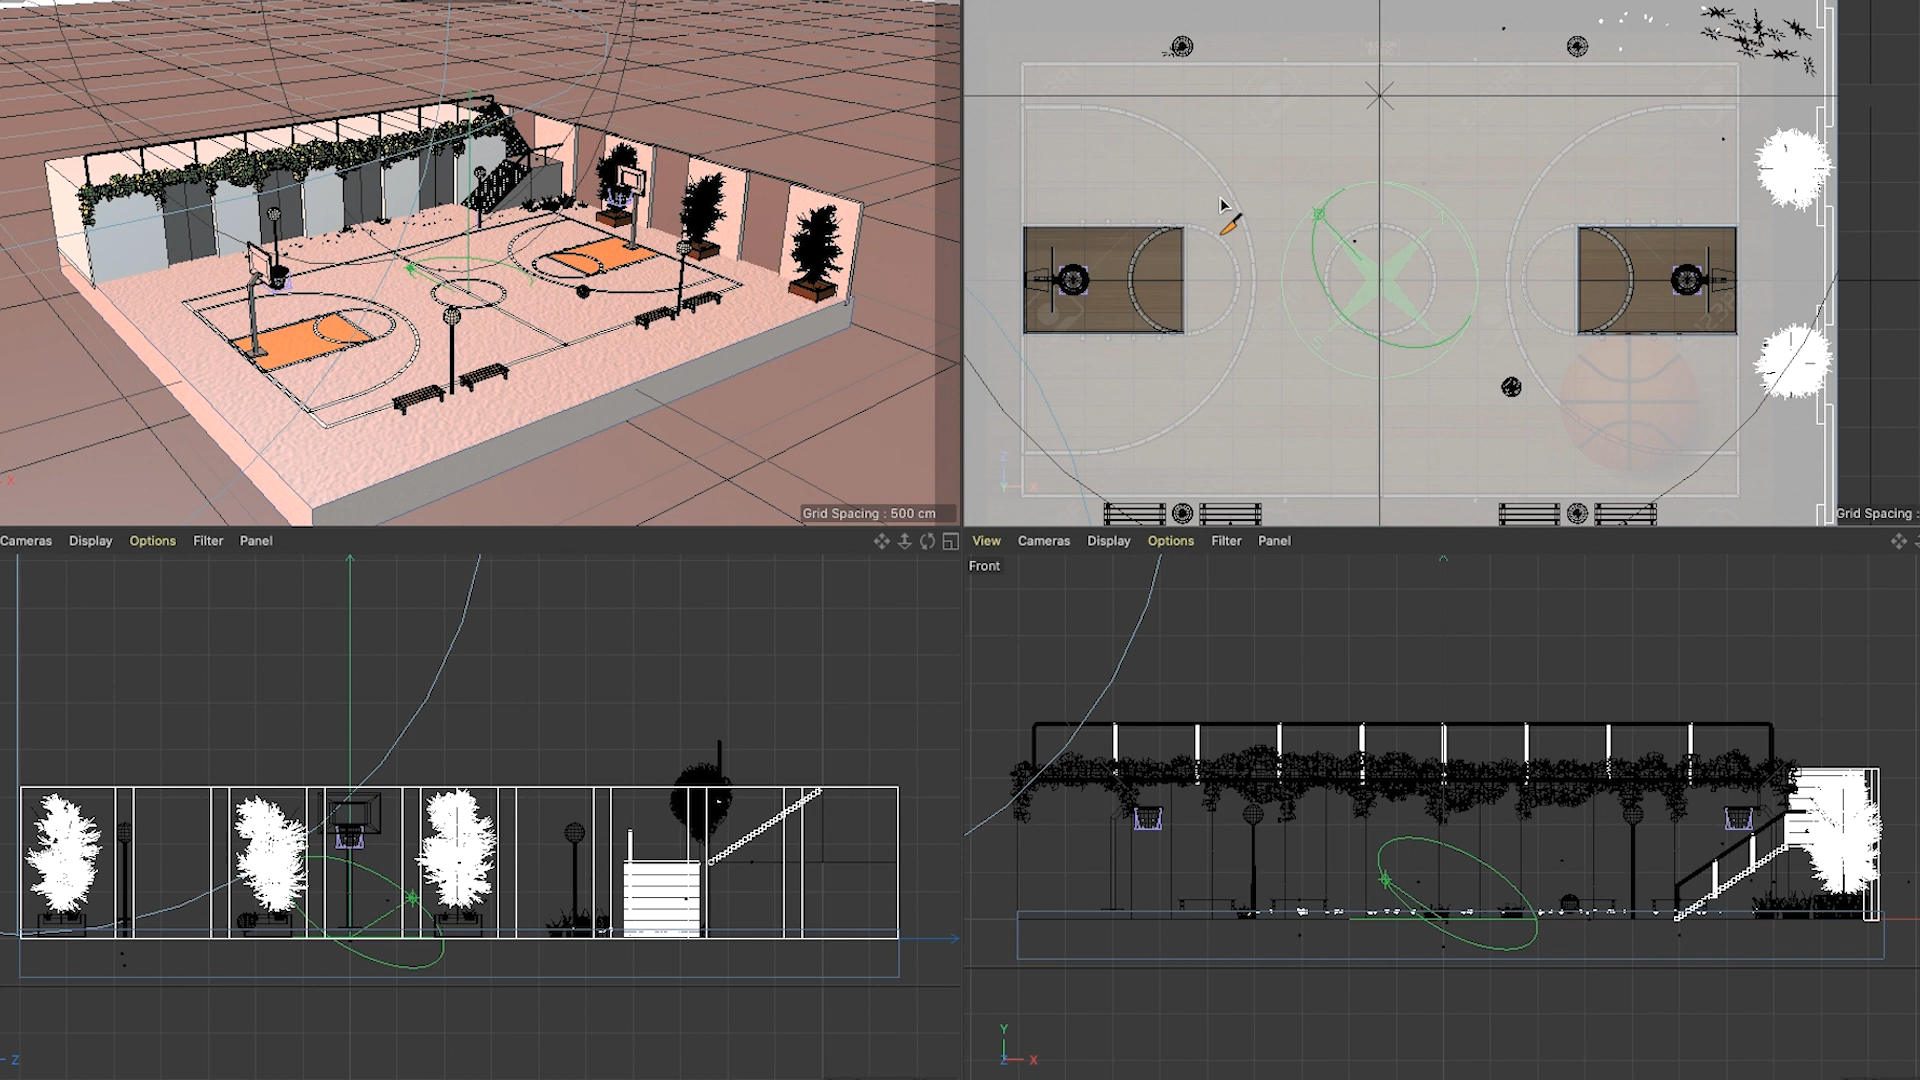 X
Grid Spacing : 500 cm
Z
Y X
Grid Spacing :
Cameras Display Options Filter Panel
View Cameras Display Options Filter Panel
Front
Z
Y
Z X